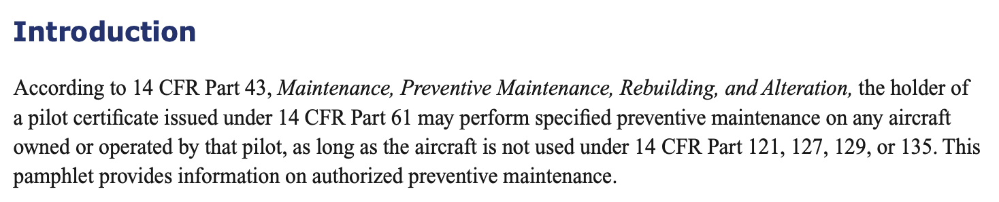 Introduction
According to 14 CFR Part 43, Maintenance, Preventive Maintenance, Rebuilding, and Alteration, the holder of
a pilot certificate issued under 14 CFR Part 61 may perform specified preventive maintenance on any aircraft
owned or operated by that pilot, as long as the aircraft is not used under 14 CFR Part 121, 127, 129, or 135. This
pamphlet provides information on authorized preventive maintenance.